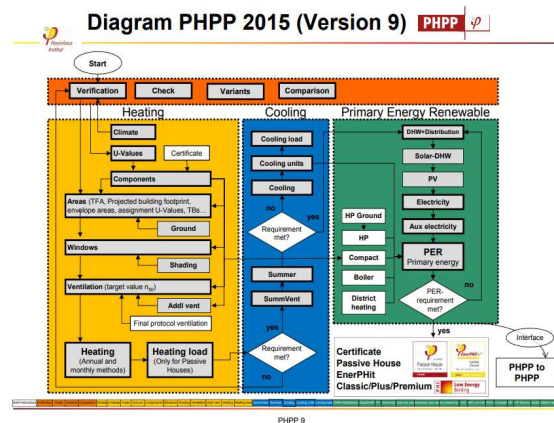 Diagram PHPP 2015 (Version 9)
PHPP
Passivhaus
Institut
Start
Verification
Check
Variants
Comparison
Heating
Cooling
Primary Energy Renewable
Climate
U-Values
Certificate
Components
Areas (TFA, Projected building footprint,
envelope areas, assignment U-Values, TBs...
Ground
Windows
Shading
Ventilation (target value n50)
Addl vent
Final protocol ventilation
Heating
(Annual and
monthly methods)
Heating load
(Only for Passive
Houses)
Cooling load
Cooling units
Cooling
no
yes
Requirement
met?
Summer
SummVent
yes
Requirement
met?
no
DHW+Distribution
Solar-DHW
PV
Electricity
Aux electricity
HP Ground
HP
Compact
Boiler
District
heating
PER
Primary energy
no
PER-
requirement
met?
yes
Interface
PHPP to
PHPP
Certificate
Passive House
EnerPHit
Classic/Plus/Premium
Passive House
EnerPHit
Low Energy
Building
PHPP 9